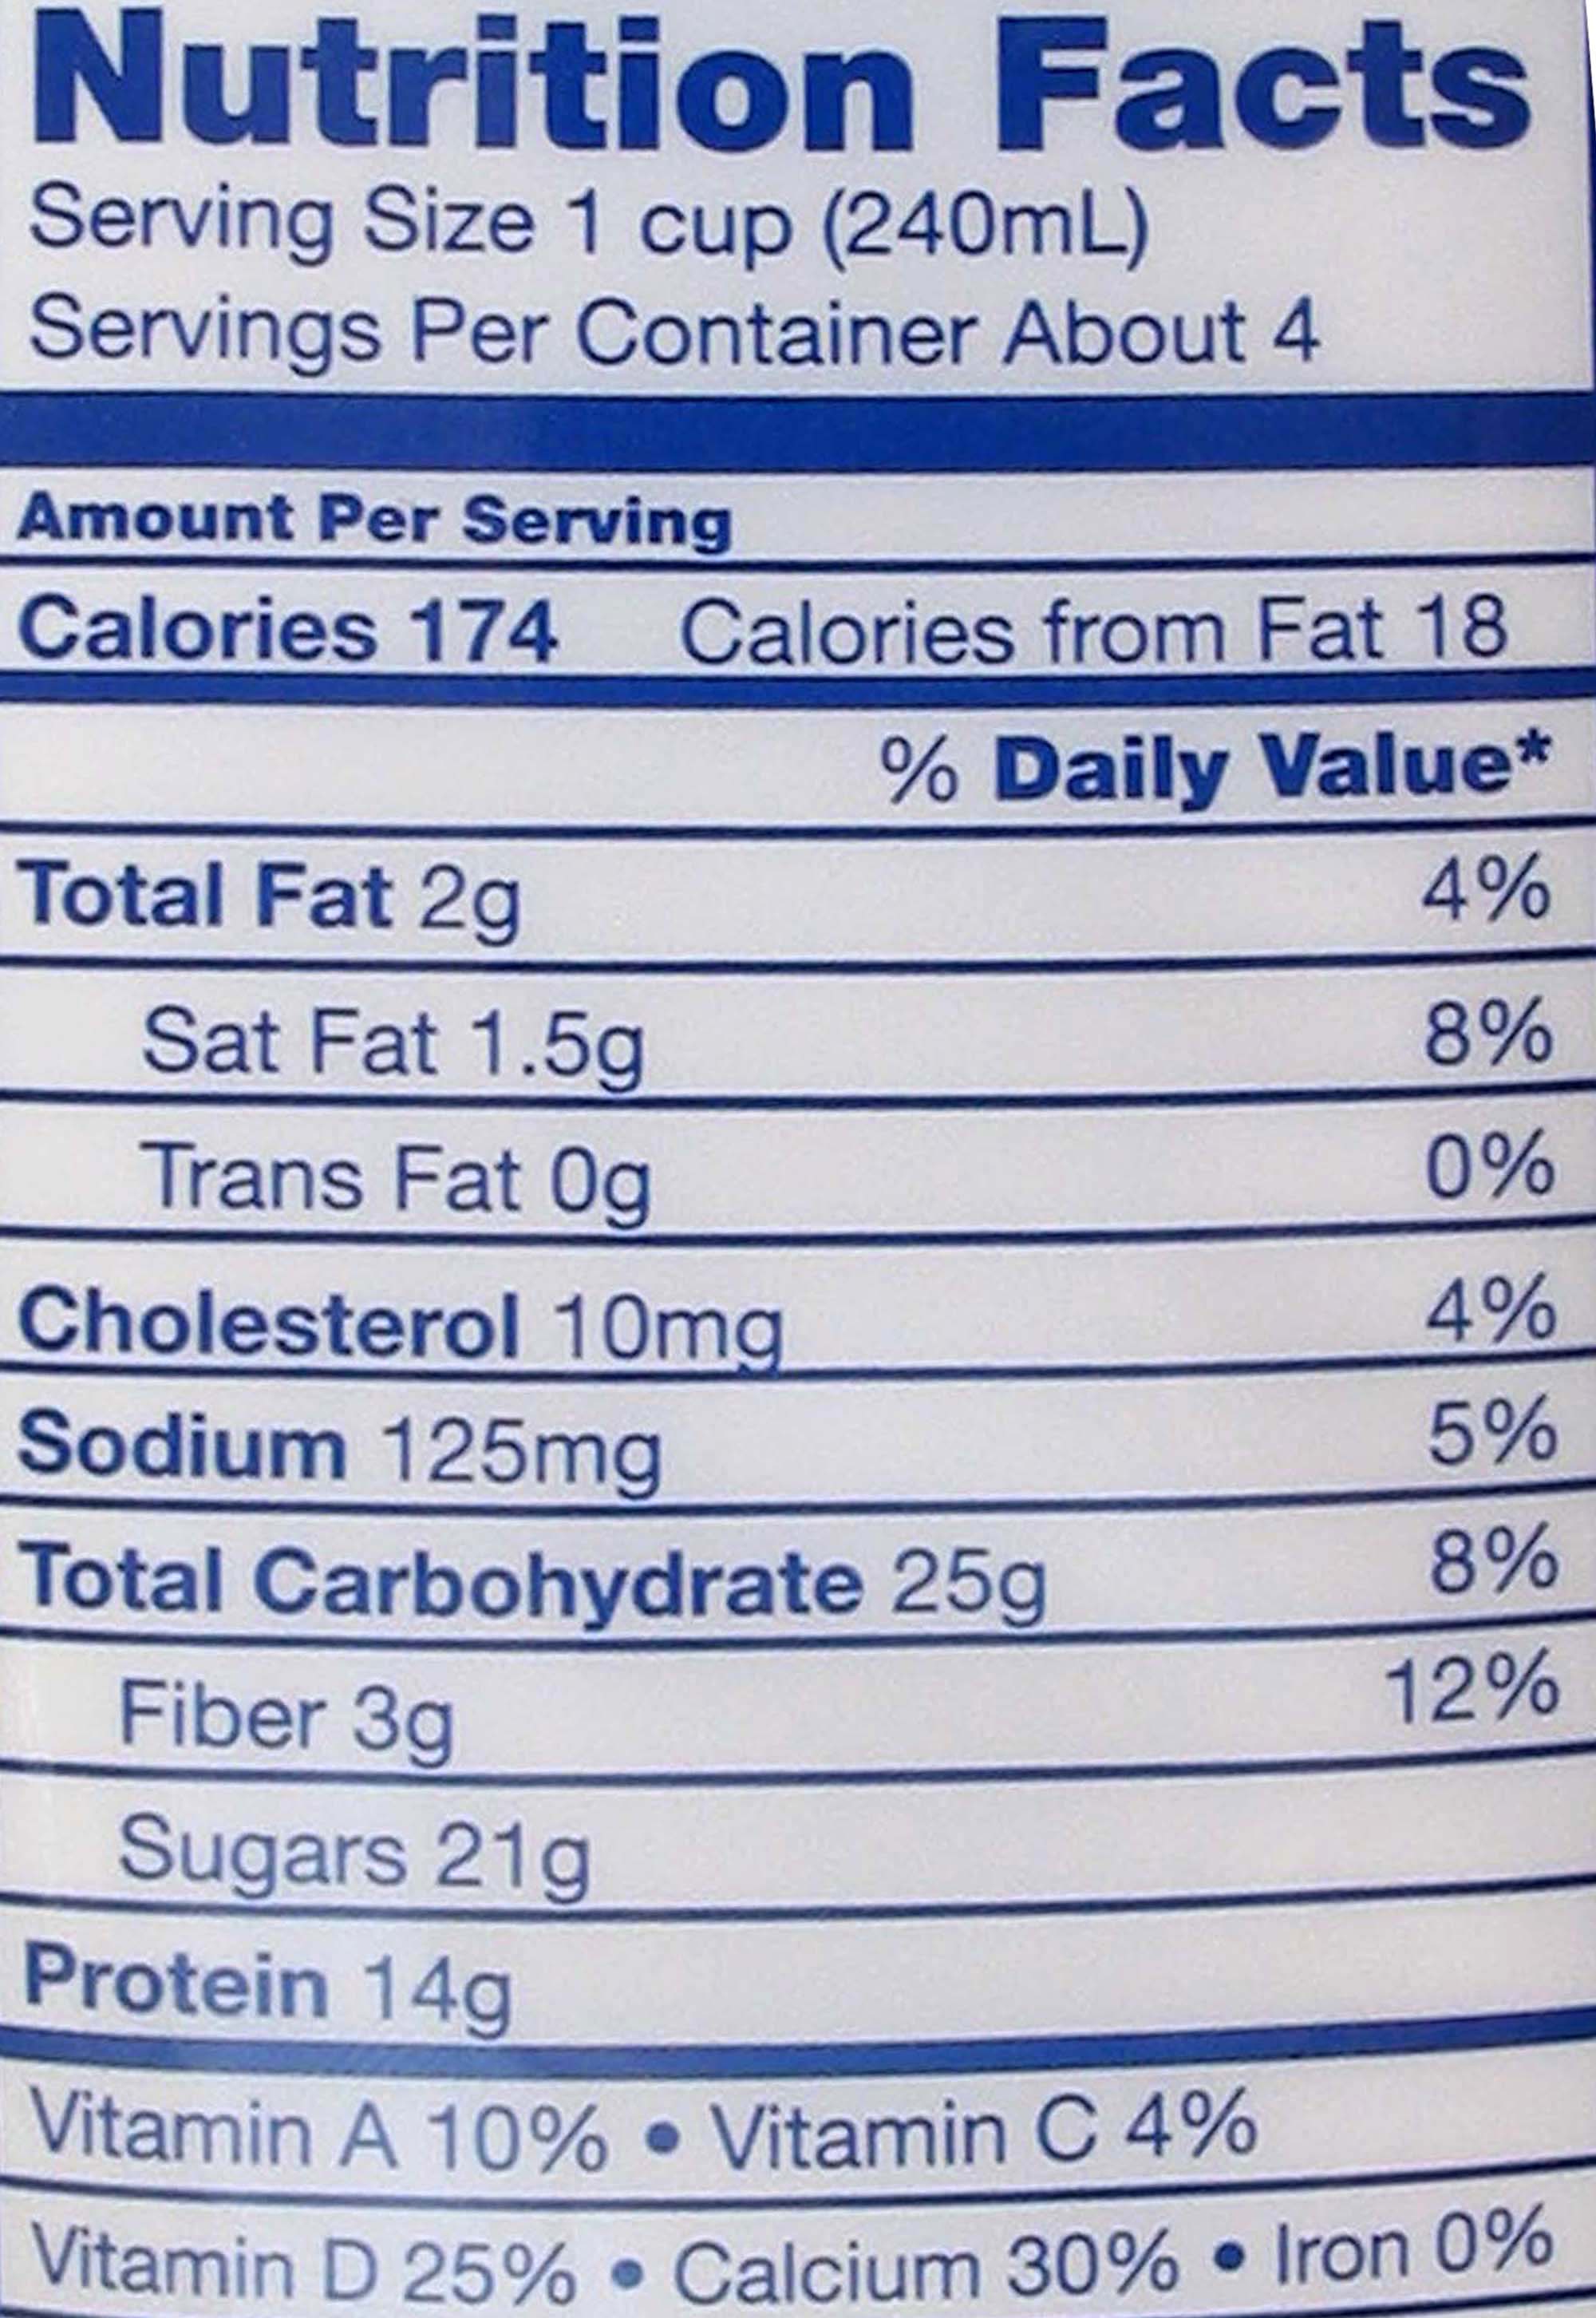 Nutrition Facts
Serving Size 1 cup (240mL)
Servings Per Container About 4
Amount Per Serving
Calories 174 Calories from Fat 18
% Daily Value*
Total Fat 2g 4%
Sat Fat 1.5g 8%
Trans Fat 0g 0%
Cholesterol 10mg 4%
Sodium 125mg 5%
Total Carbohydrate 25g 8%
Fiber 3g 12%
Sugars 21g
Protein 14g
Vitamin A 10% • Vitamin C 4%
Vitamin D 25% • Calcium 30% • Iron 0%